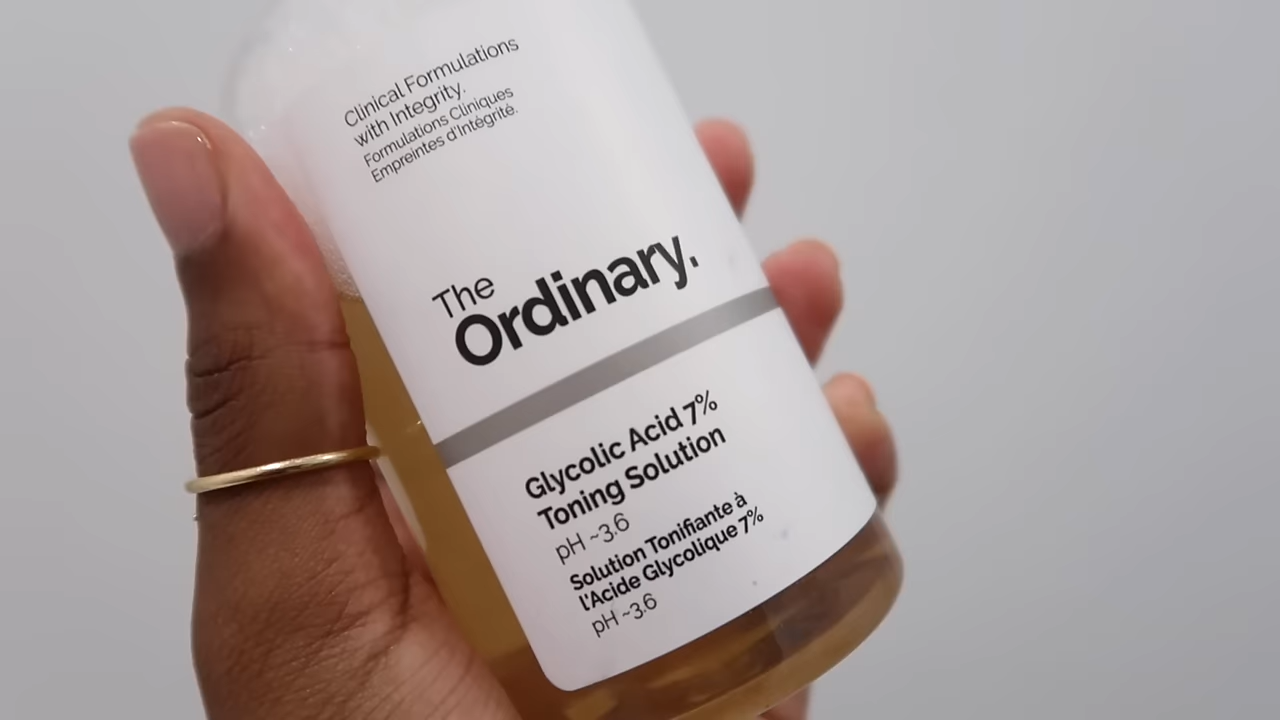 Clinical Formulations
with Integrity.
Formulations Cliniques
Empreintes d'Intégrité.
The
Ordinary.
Glycolic Acid 7%
Toning Solution
pH ~3.6
Solution Tonifiante à
l'Acide Glycolique 7%
pH ~3.6